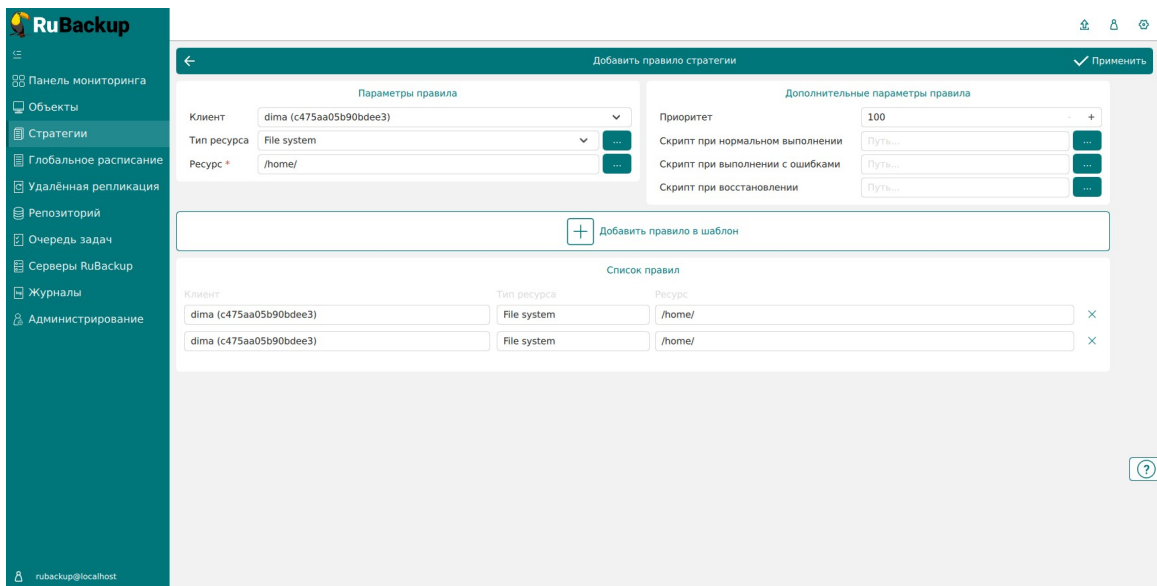 RuBackup
Панель мониторинга
Объекты
Стратегии
Глобальное расписание
Удалённая репликация
Репозиторий
Очередь задач
Серверы RuBackup
Журналы
Администрирование
rubackup@localhost
Добавить правило стратегии
Применить
Параметры правила
Клиент dima (c475aa05b90bdee3)
Тип ресурса File system ...
Ресурс * /home/ ...
Дополнительные параметры правила
Приоритет 100 - +
Скрипт при нормальном выполнении Путь... ...
Скрипт при выполнении с ошибками Путь... ...
Скрипт при восстановлении Путь... ...
+ Добавить правило в шаблон
Список правил
Клиент Тип ресурса Ресурс
dima (c475aa05b90bdee3) File system /home/
dima (c475aa05b90bdee3) File system /home/
?